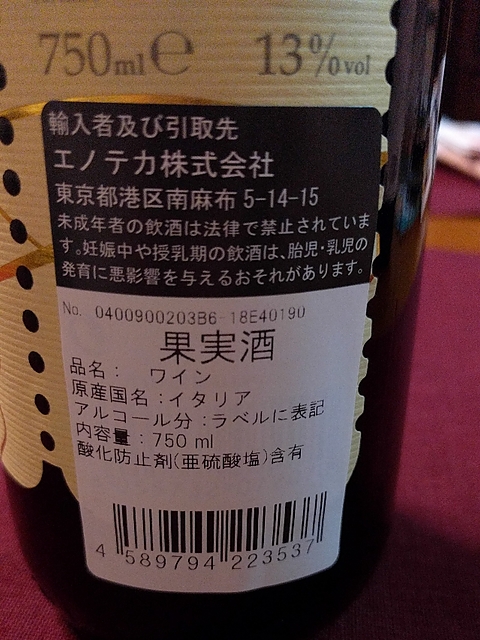 750ml e 13%vol
輸入者及び引取先
エノテカ株式会社
東京都港区南麻布 5-14-15
未成年者の飲酒は法律で禁止されていま
す。妊娠中や授乳期の飲酒は、胎児・乳児の
発育に悪影響を与えるおそれがあります。
No. 0400900203B6-18E40190
果実酒
品名： ワイン
原産国名：イタリア
アルコール分：ラベルに表記
内容量：750 ml
酸化防止剤(亜硫酸塩)含有
4 589794 223537